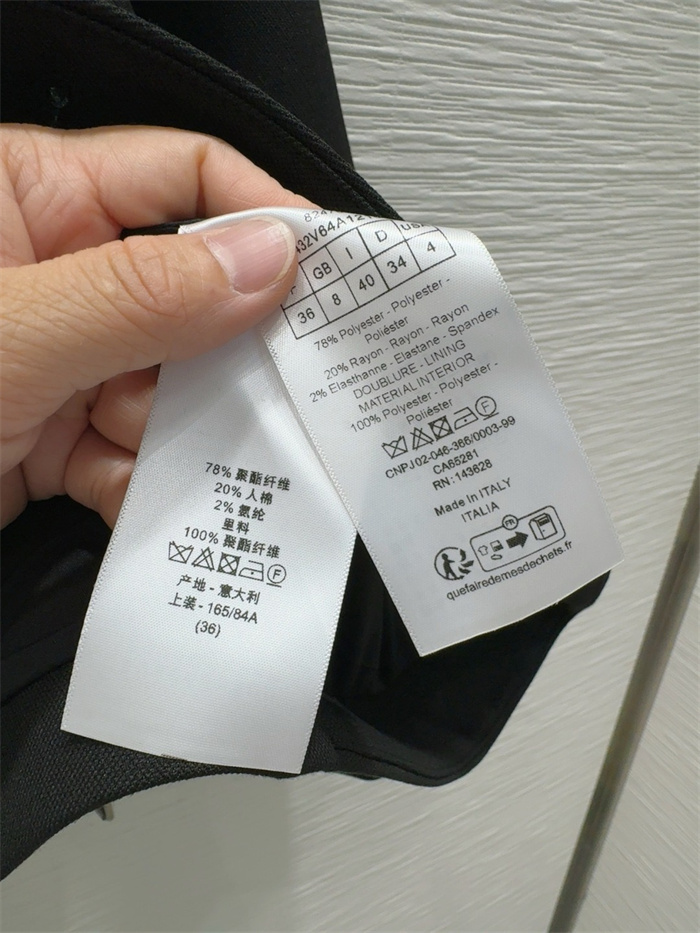 78% 聚酯纤维
20% 人棉
2% 氨纶
里料
100% 聚酯纤维
F
产地 - 意大利
上装 - 165/84A
(36)
432V64A12
GB I D
36 8 40 34 4
78% Polyester - Polyester -
Poliéster
20% Rayon - Rayon - Rayon
2% Elasthanne - Elastane - Spandex
DOUBLURE - LINING
MATERIAL INTERIOR
100% Polyester - Polyester -
Poliéster
F
CNPJ 02-046-366/0003-99
CA65281
RN: 143628
Made in ITALY
ITALIA
FR
quefairedemesdechets.fr